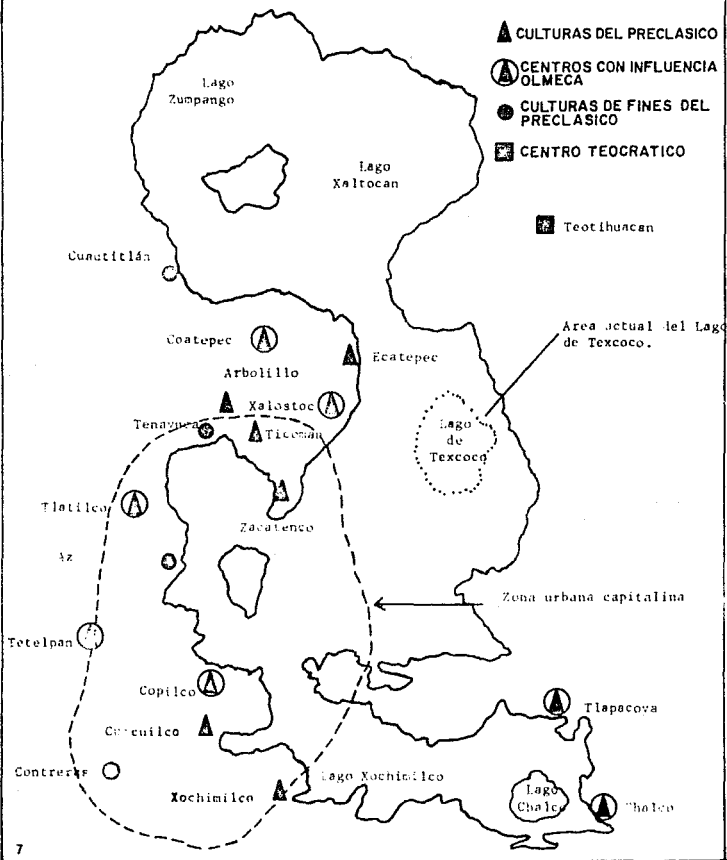 CULTURAS DEL PRECLASICO
CENTROS CON INFLUENCIA
OLMECA
CULTURAS DE FINES DEL
PRECLASICO
CENTRO TEOCRATICO
Lago
Zumpango
Lago
Xaltocan
Teotihuacan
Cuautitlán
Area actual del Lago
de Texcoco.
Coatepec
Ecatepec
Arbolillo
Xalostoc
Tenayuca
Ticoman
Lago
de
Texcoco
Tlatilco
Zacatenco
Az
Zona urbana capitalina
Totelpan
Copilco
Tlapacoya
Cuicuilco
Contreras
Lago Xochimilco
Xochimilco
Lago
Chalco
Chalco
7